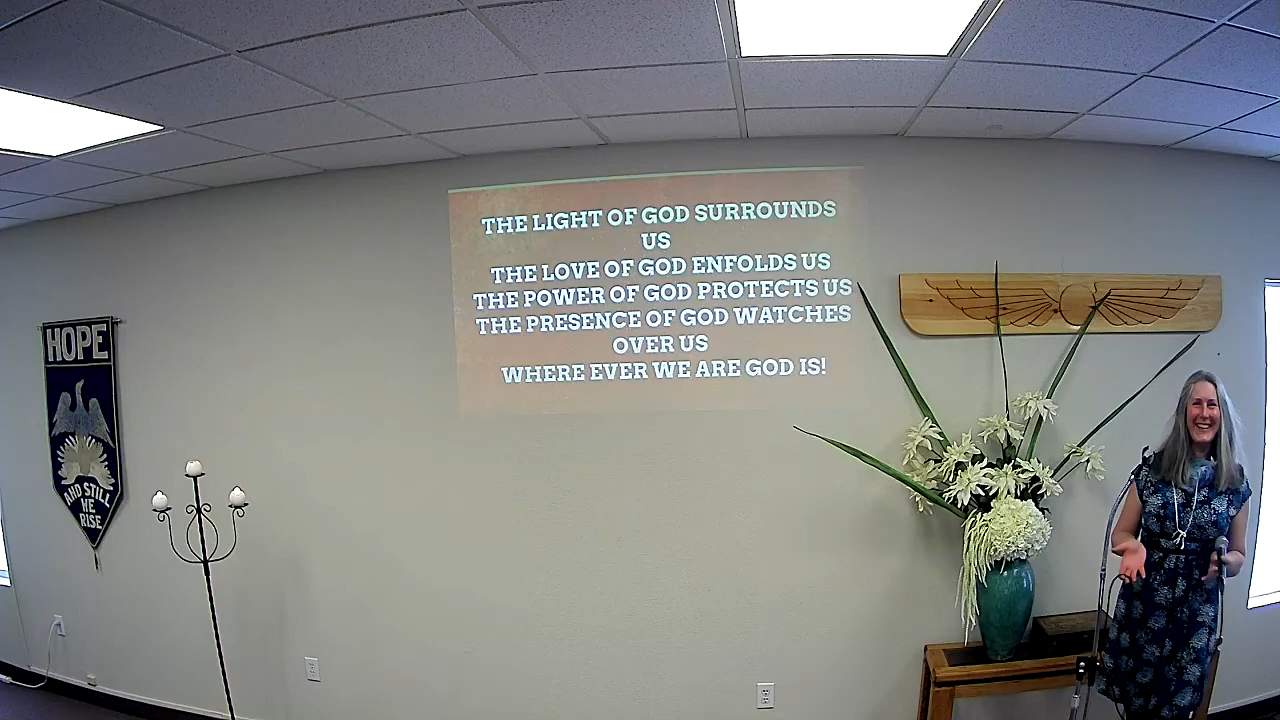 THE LIGHT OF GOD SURROUNDS
US
THE LOVE OF GOD ENFOLDS US
THE POWER OF GOD PROTECTS US
THE PRESENCE OF GOD WATCHES
OVER US
WHERE EVER WE ARE GOD IS!
HOPE
AND STILL
WE
RISE